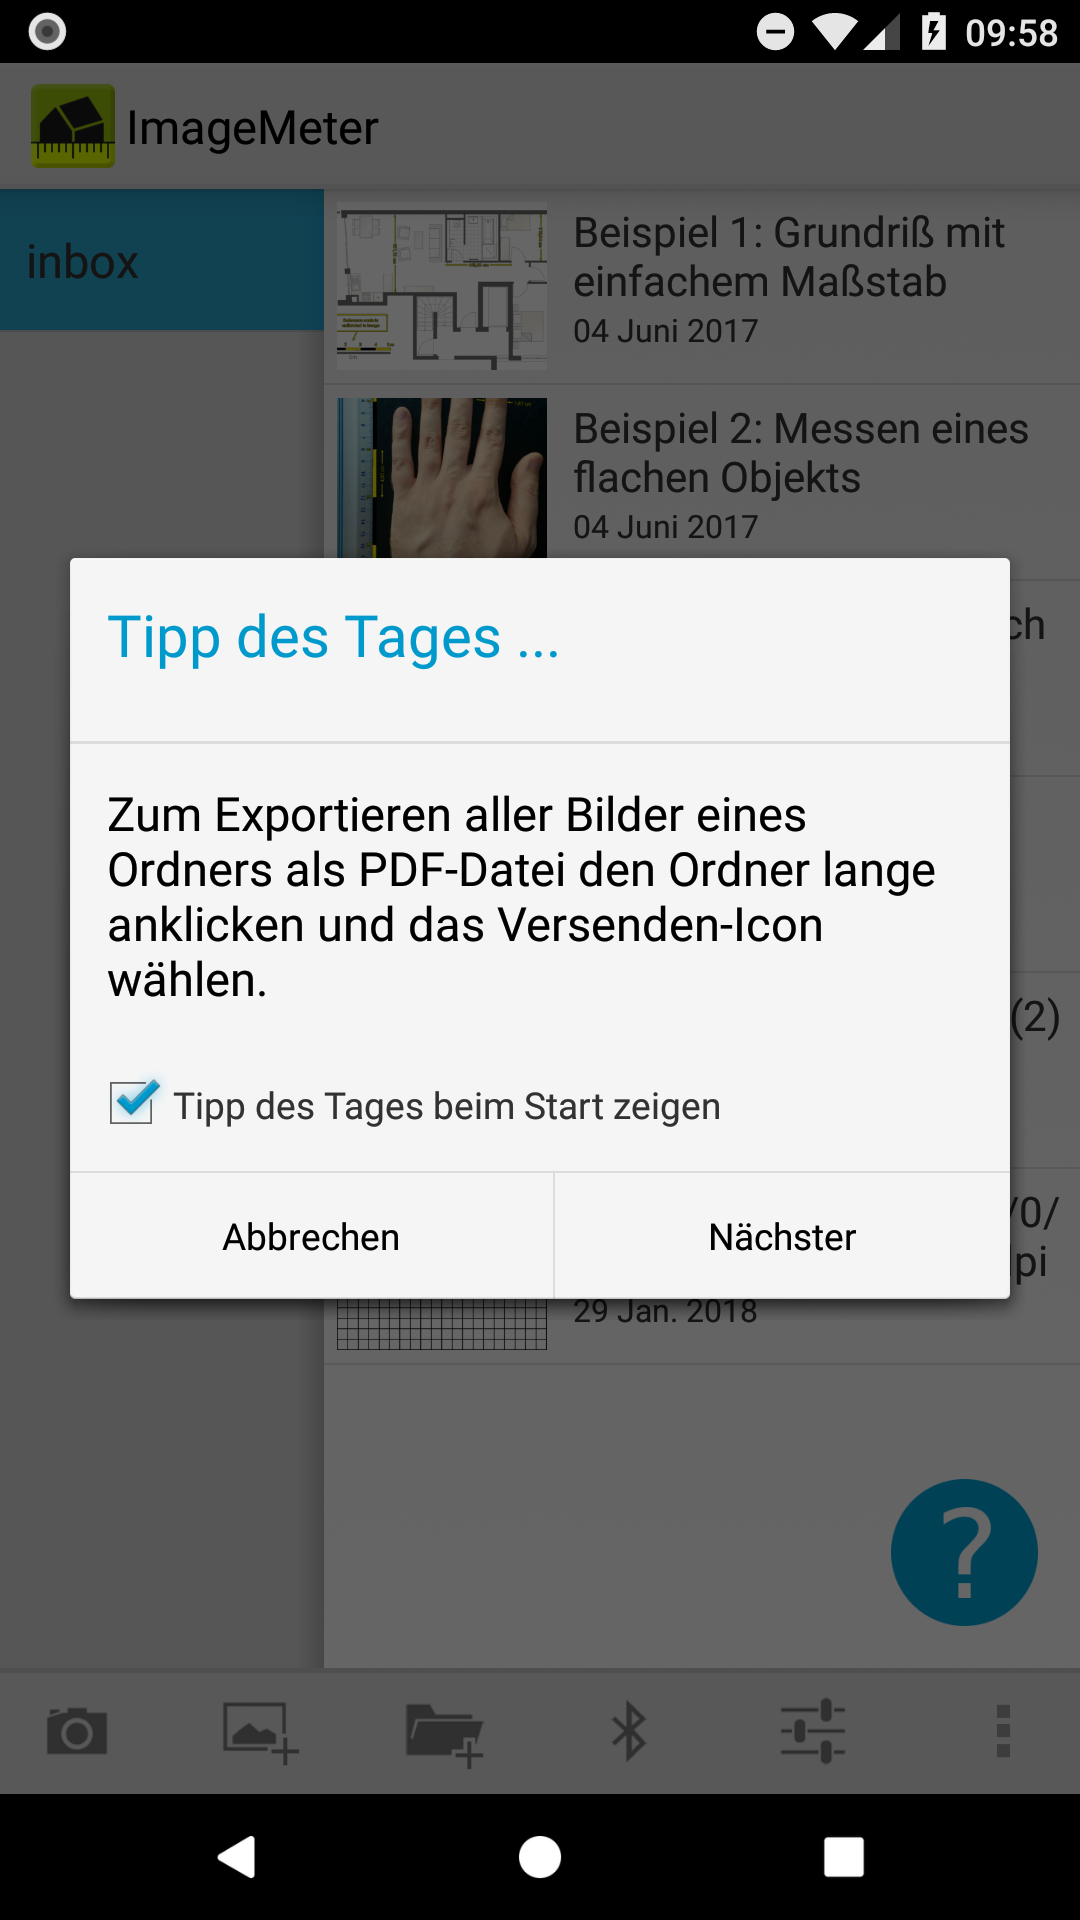 09:58
ImageMeter
inbox
Beispiel 1: Grundriß mit
einfachem Maßstab
04 Juni 2017
Beispiel 2: Messen eines
flachen Objekts
04 Juni 2017
Tipp des Tages ...
Zum Exportieren aller Bilder eines
Ordners als PDF-Datei den Ordner lange
anklicken und das Versenden-Icon
wählen.
(2)
Tipp des Tages beim Start zeigen
Abbrechen
Nächster
/0/
29 Jan. 2018
?